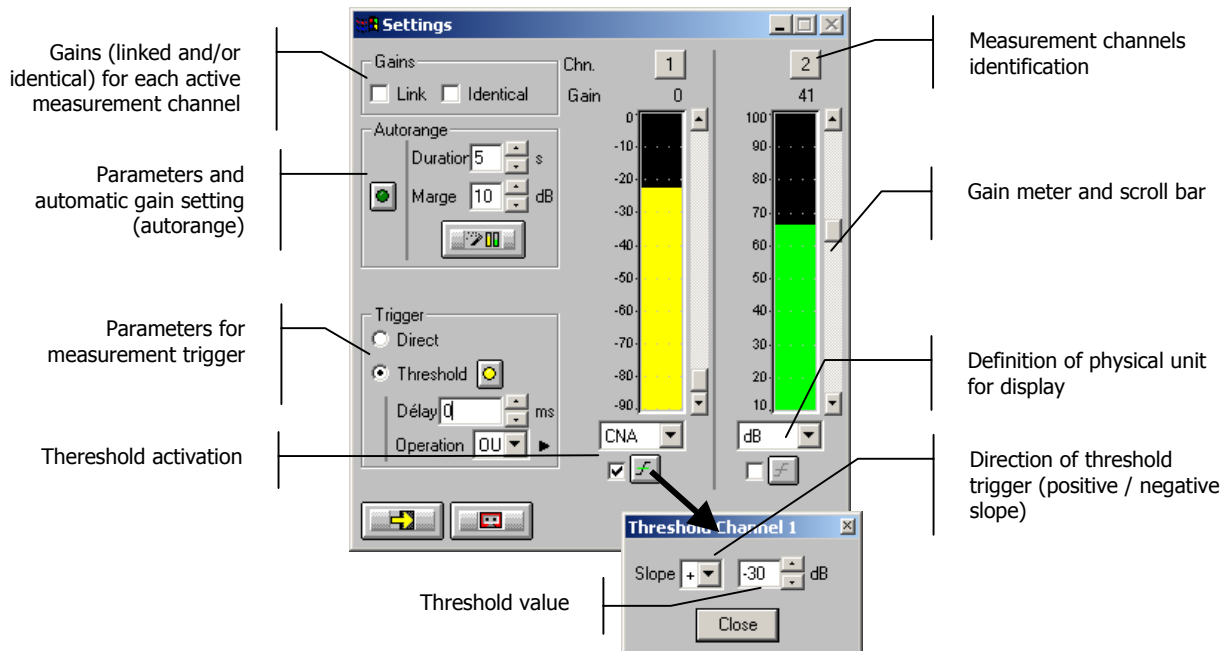 Settings
Gains (linked and/or
identical) for each active
measurement channel
Parameters and
automatic gain setting
(autorange)
Parameters for
measurement trigger
Thereshold activation
Gains
Link Identical
Autorange
Duration 5 s
Marge 10 dB
Trigger
Direct
Threshold
Délay 0 ms
Operation OU
Chn. 1 2
Gain 0 41
0
-10
-20
-30
-40
-50
-60
-70
-80
-90
CNA
100
90
80
70
60
50
40
30
20
10
dB
Measurement channels
identification
Gain meter and scroll bar
Definition of physical unit
for display
Direction of threshold
trigger (positive / negative
slope)
Threshold Channel 1
Slope + -30 dB
Close
Threshold value